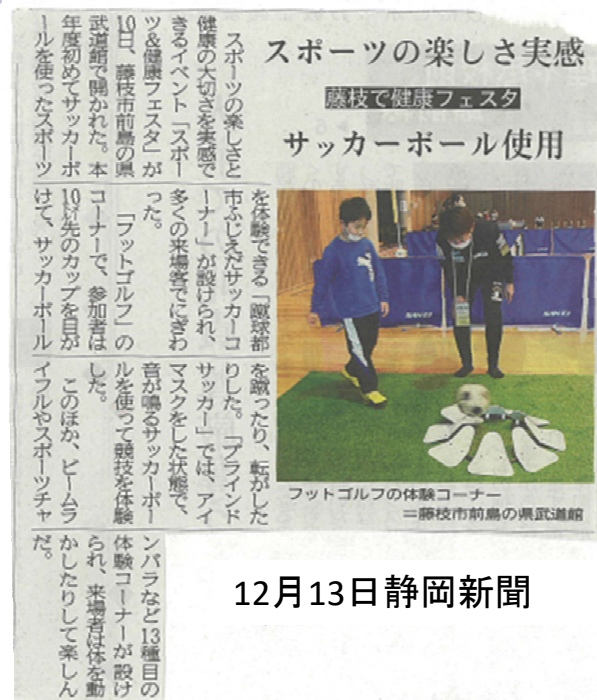 スポーツの楽しさ実感
藤枝で健康フェスタ
サッカーボール使用
スポーツの楽しさと
健康の大切さを実感で
きるイベント「スポー
ツ&健康フェスタ」が
10日、藤枝市前島の県
武道館で開かれた。本
年度初めてサッカーボ
ールを使ったスポーツ
を体験できる「蹴球都
市ふじえだサッカーコ
ーナー」が設けられ、
多くの来場客でにぎわ
った。
「フットゴルフ」の
コーナーで、参加者は
10㍍先のカップを目が
けて、サッカーボール
を蹴ったり、転がした
りした。「ブラインド
サッカー」では、アイ
マスクをした状態で、
音が鳴るサッカーボー
ルを使って競技を体験
した。
このほか、ビームラ
イフルやスポーツチャ
ンバラなど13種目の
体験コーナーが設け
られ、来場者は体を動
かしたりして楽しん
だ。
フットゴルフの体験コーナー
=藤枝市前島の県武道館
12月13日静岡新聞